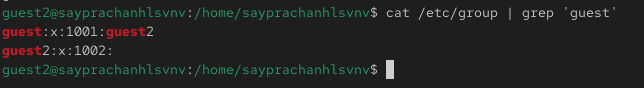 guest2@sayprachanhlsvnv:/home/sayprachanhlsvnv$ cat /etc/group | grep 'guest'
guest:x:1001:guest2
guest2:x:1002:
guest2@sayprachanhlsvnv:/home/sayprachanhlsvnv$